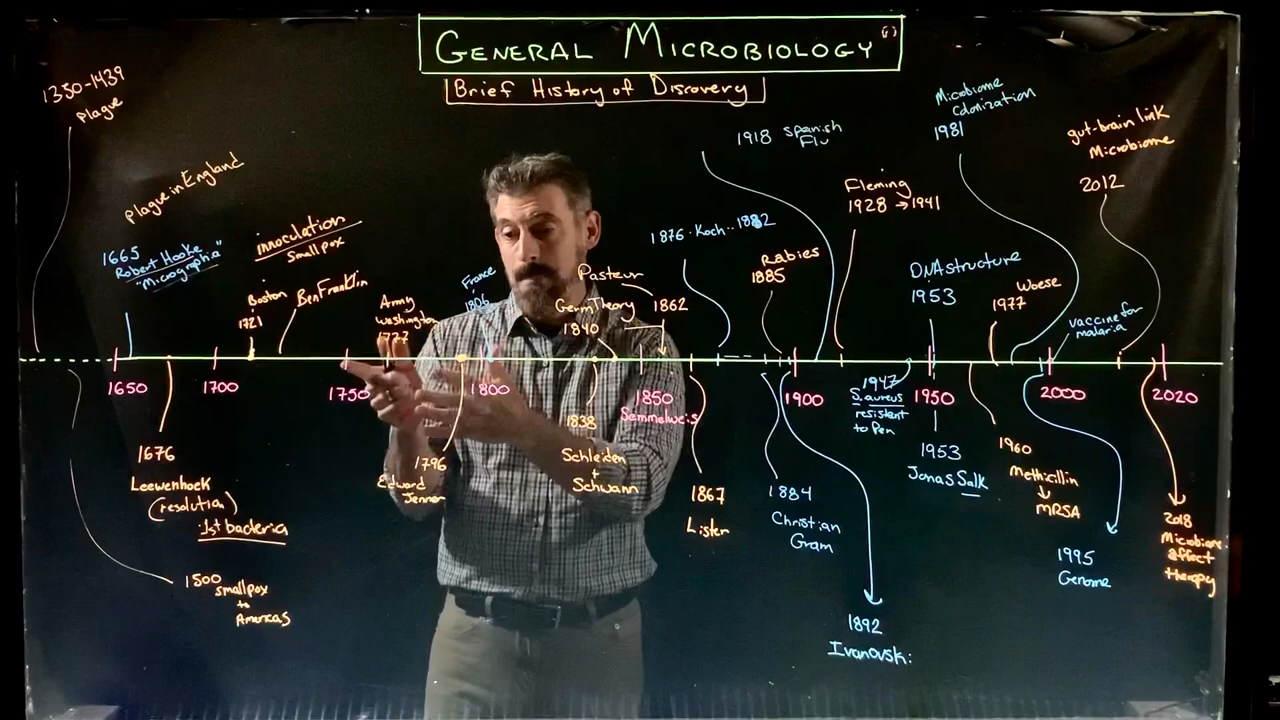 GENERAL MICROBIOLOGY
Brief History of Discovery
1350-1439
plague
plague in England
1665
Robert Hooke
"Micrographia"
innoculation
smallpox
Boston
1721
Ben Franklin
Army
Washington
1777
France
1806
Pasteur
1862
Germ Theory
1840
1876 · Koch · · 1882
1918 Spanish
Flu
Rabies
1885
Fleming
1928 → 1941
Microbiome
Colonization
1981
DNA structure
1953
Woese
1977
vaccine for
malaria
gut-brain link
Microbiome
2012
1650
1700
1750
1800
1850
1900
1950
2000
2020
1676
Leewenhoek
(resolution)
1st bacteria
1500
smallpox
to
Americas
1796
Edward
Jenner
1838
Schleiden
+
Schwann
Semmelweis
1867
Lister
1884
Christian
Gram
1892
Ivanovski
1947
S. aureus
resistent
to Pen
1953
Jonas Salk
1960
Methicillin
↓
MRSA
1995
Genome
2018
Microbiome
affect
therapy